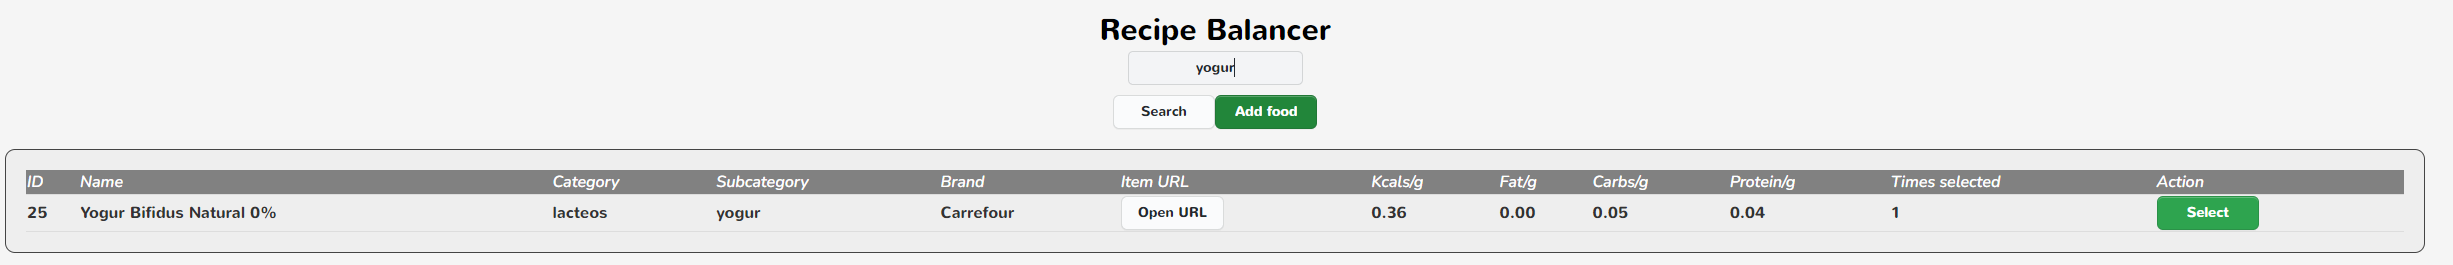 Recipe Balancer
yogur
Search Add food
ID Name Category Subcategory Brand Item URL Kcals/g Fat/g Carbs/g Protein/g Times selected Action
25 Yogur Bifidus Natural 0% lacteos yogur Carrefour Open URL 0.36 0.00 0.05 0.04 1 Select